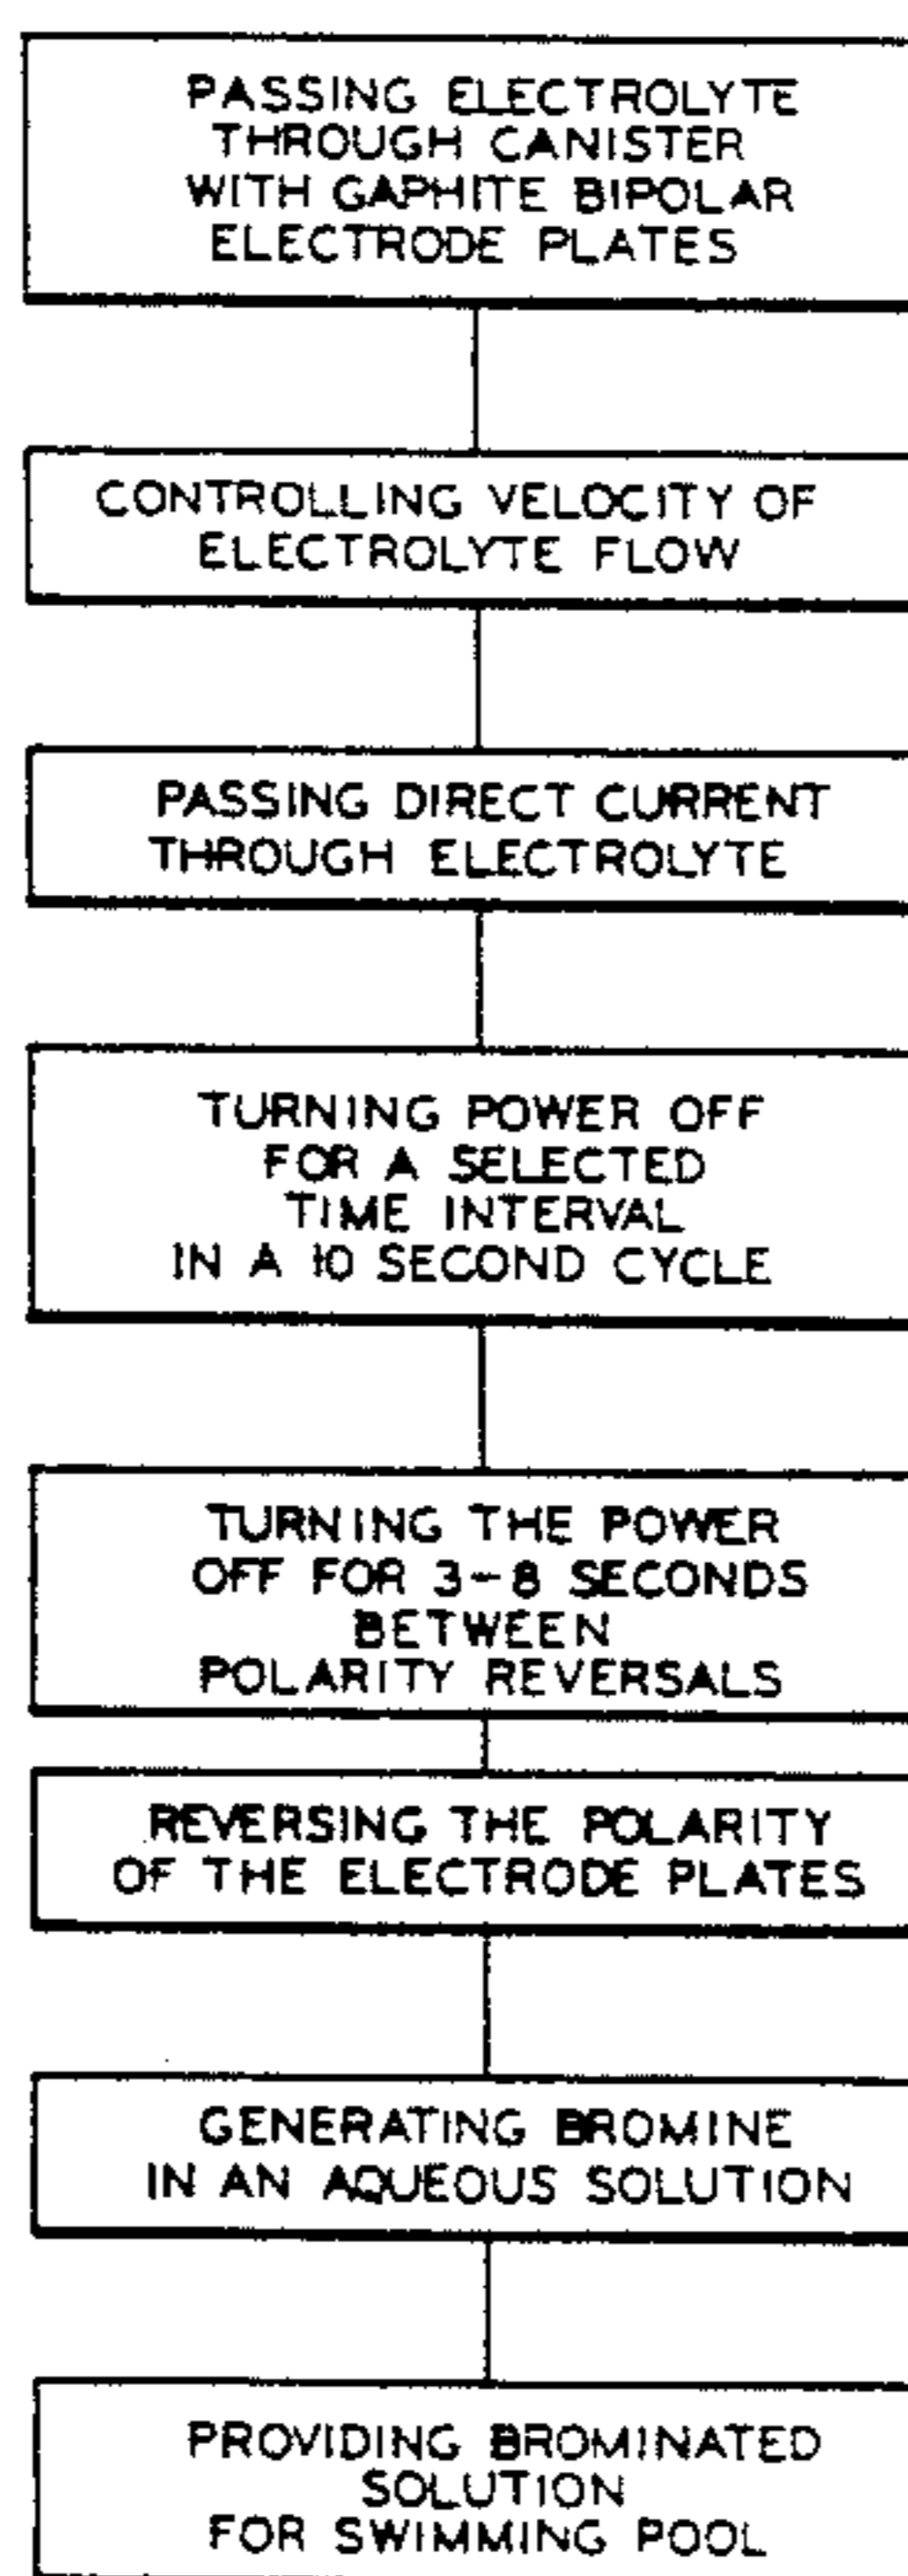 PASSING ELECTROLYTE
THROUGH CANISTER
WITH GAPHITE BIPOLAR
ELECTRODE PLATES
CONTROLLING VELOCITY OF
ELECTROLYTE FLOW
PASSING DIRECT CURRENT
THROUGH ELECTROLYTE
TURNING POWER OFF
FOR A SELECTED
TIME INTERVAL
IN A 10 SECOND CYCLE
TURNING THE POWER
OFF FOR 3-8 SECONDS
BETWEEN
POLARITY REVERSALS
REVERSING THE POLARITY
OF THE ELECTRODE PLATES
GENERATING BROMINE
IN AN AQUEOUS SOLUTION
PROVIDING BROMINATED
SOLUTION
FOR SWIMMING POOL